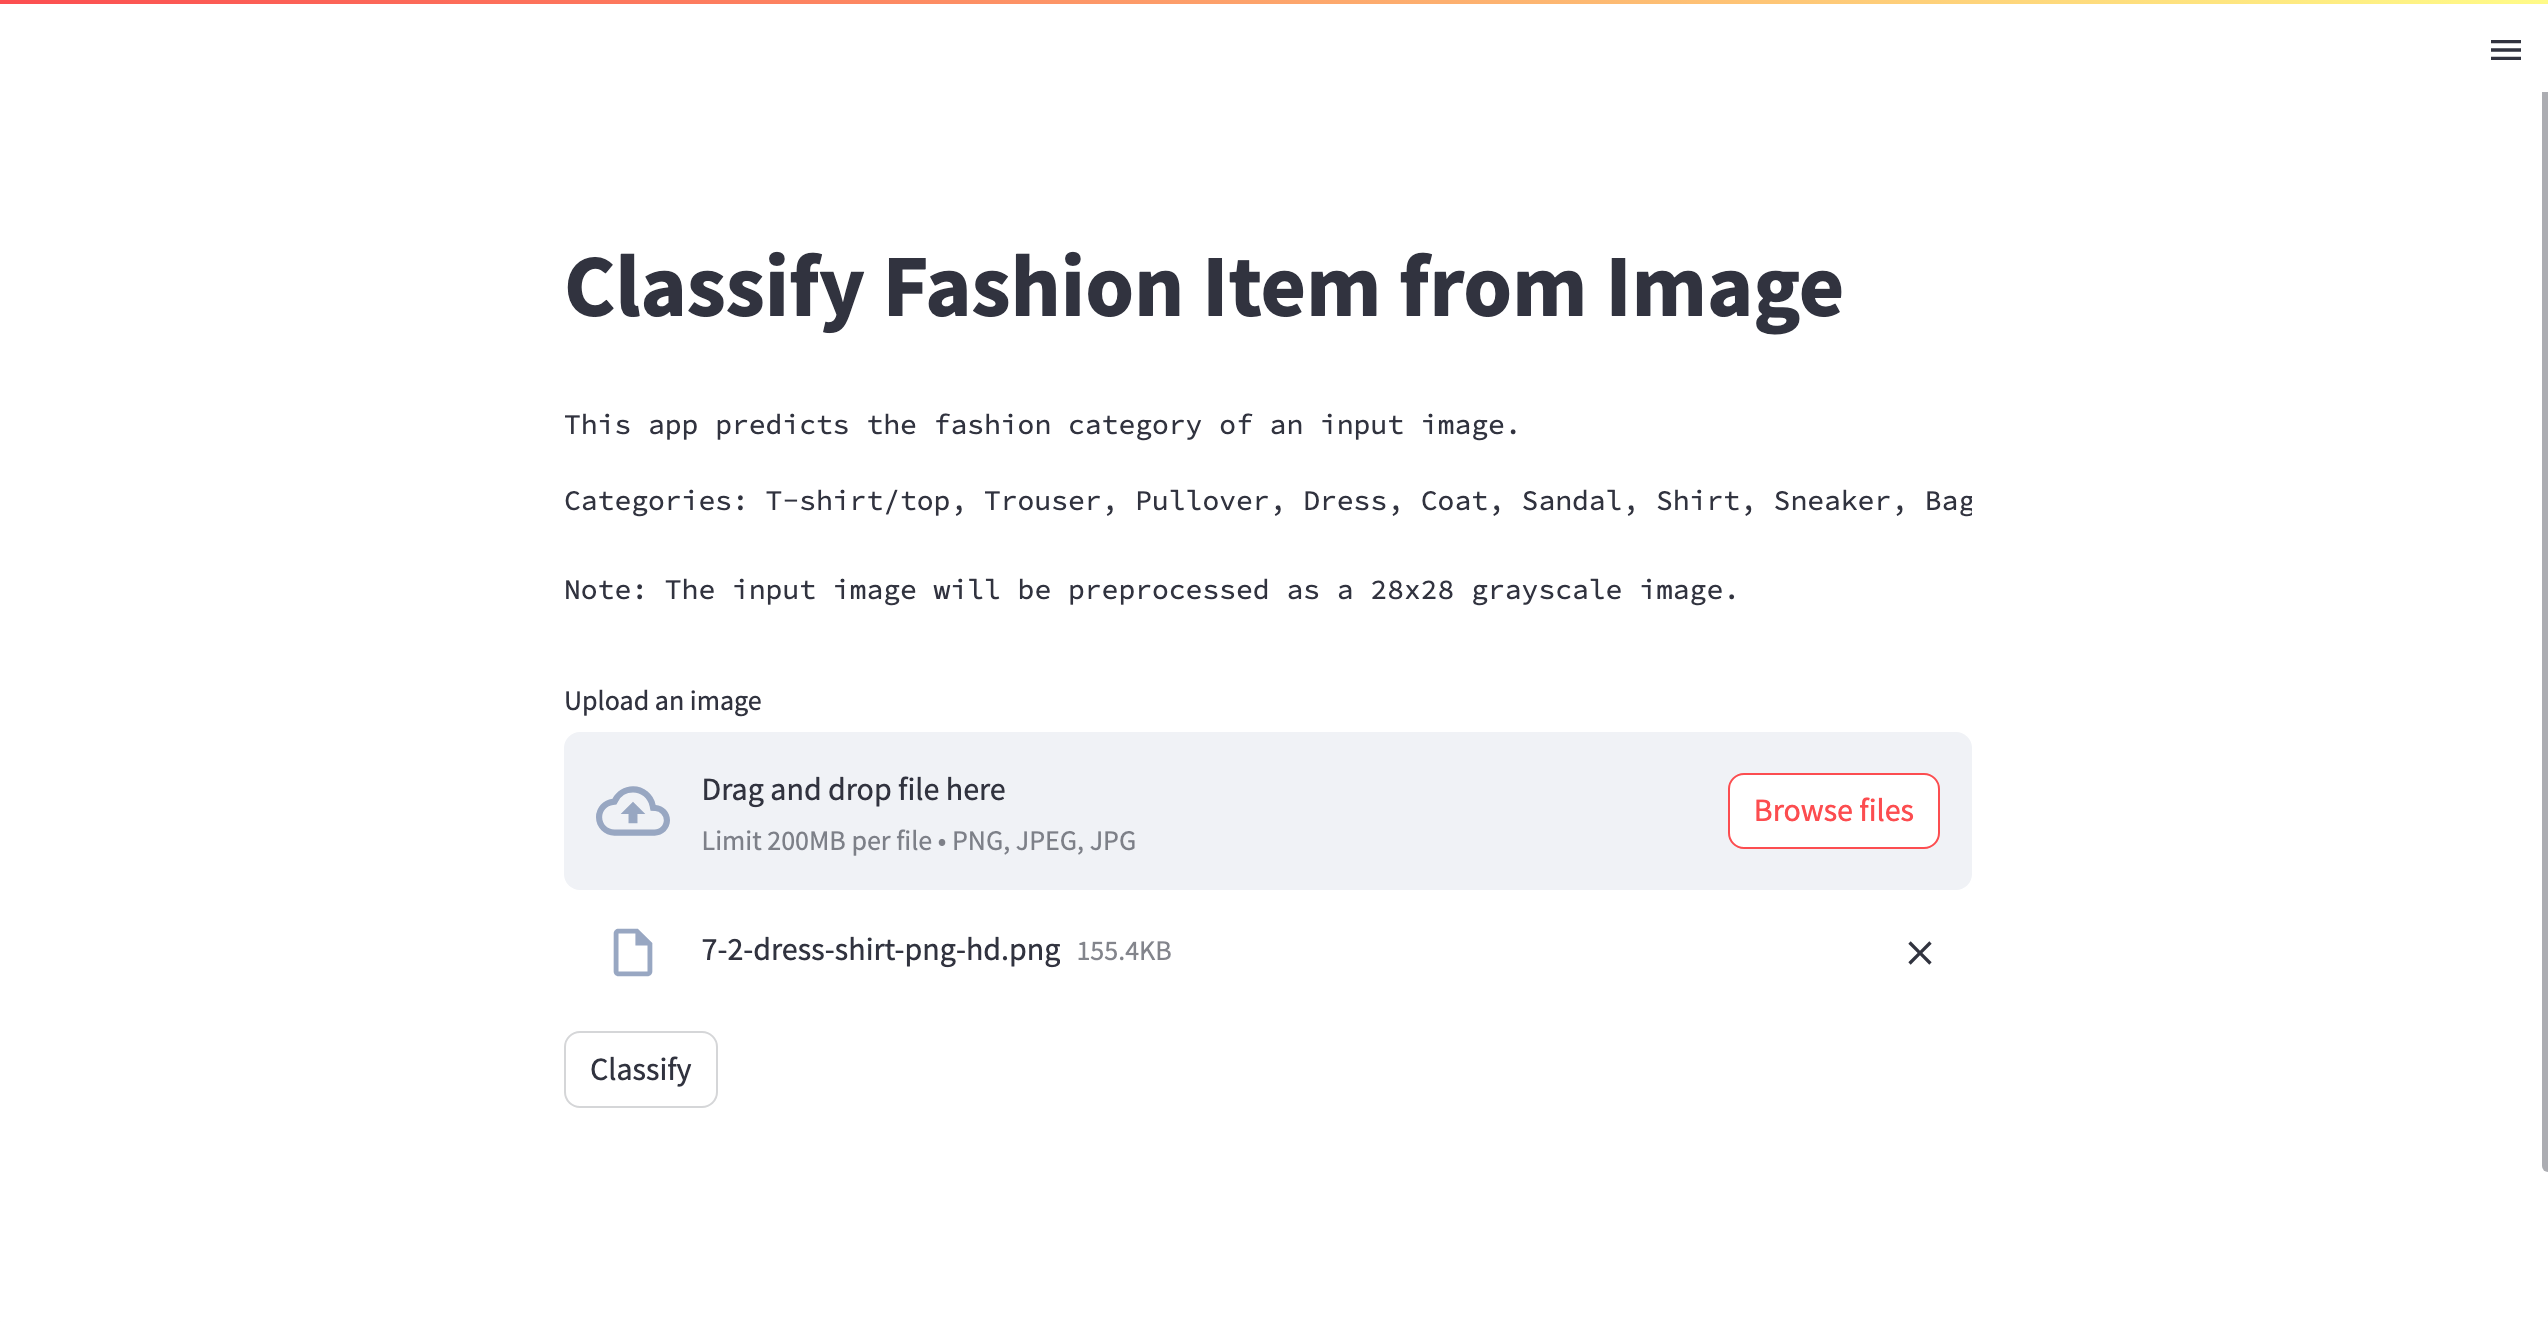 Classify Fashion Item from Image
This app predicts the fashion category of an input image.
Categories: T-shirt/top, Trouser, Pullover, Dress, Coat, Sandal, Shirt, Sneaker, Bag
Note: The input image will be preprocessed as a 28x28 grayscale image.
Upload an image
Drag and drop file here
Limit 200MB per file • PNG, JPEG, JPG
Browse files
7-2-dress-shirt-png-hd.png 155.4KB
Classify